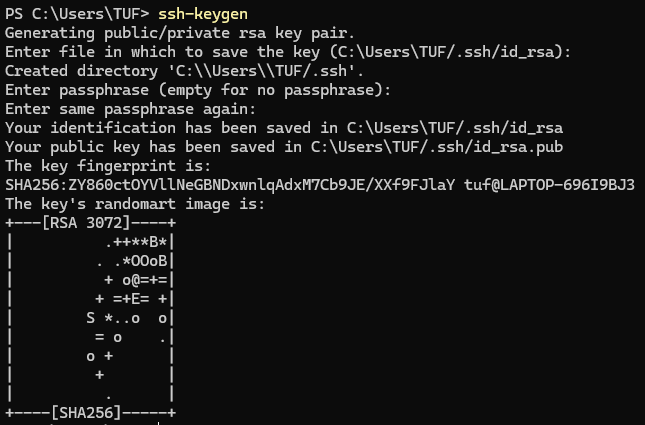 PS C:\Users\TUF> ssh-keygen
Generating public/private rsa key pair.
Enter file in which to save the key (C:\Users\TUF/.ssh/id_rsa):
Created directory 'C:\\Users\\TUF/.ssh'.
Enter passphrase (empty for no passphrase):
Enter same passphrase again:
Your identification has been saved in C:\Users\TUF/.ssh/id_rsa
Your public key has been saved in C:\Users\TUF/.ssh/id_rsa.pub
The key fingerprint is:
SHA256:ZY860ctOYVllNeGBNDxwnlqAdxM7Cb9JE/XXf9FJlaY tuf@LAPTOP-696I9BJ3
The key's randomart image is:
+---[RSA 3072]----+
|          .++**B*|
|         . .*OOoB|
|          + o@=+=|
|         + =+E= +|
|        S *..o  o|
|         = o    .|
|        o +      |
|         +       |
|          .      |
+----[SHA256]-----+